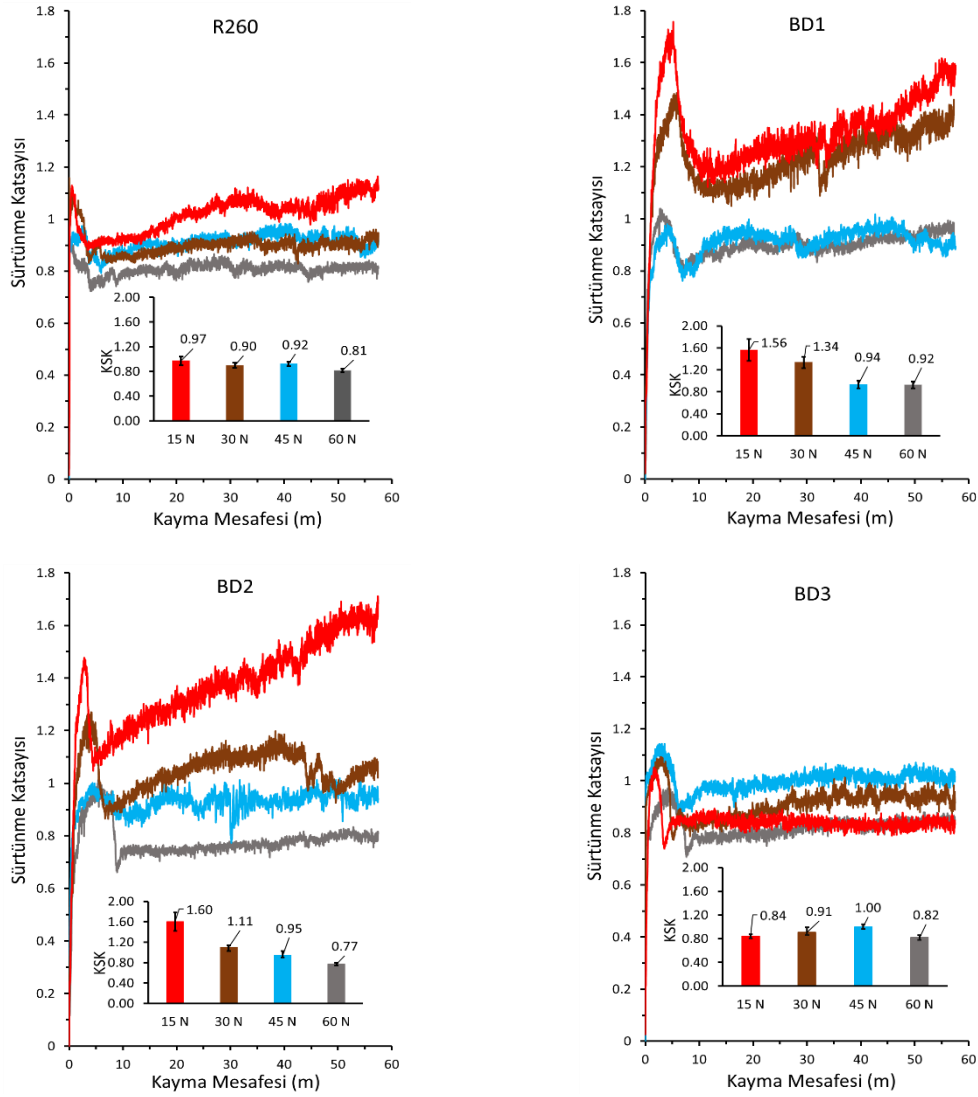 R260
Sürtünme Katsayısı
1.8
1.6
1.4
1.2
1
0.8
0.6
0.4
0.2
0
0 10 20 30 40 50 60
Kayma Mesafesi (m)
KSK
2.00
1.60
1.20
0.80
0.40
0.00
0.97 0.90 0.92 0.81
15 N 30 N 45 N 60 N
BD1
Sürtünme Katsayısı
1.8
1.6
1.4
1.2
1
0.8
0.6
0.4
0.2
0
0 10 20 30 40 50 60
Kayma Mesafesi (m)
KSK
2.00
1.60
1.20
0.80
0.40
0.00
1.56 1.34 0.94 0.92
15 N 30 N 45 N 60 N
BD2
Sürtünme Katsayısı
1.8
1.6
1.4
1.2
1
0.8
0.6
0.4
0.2
0
0 10 20 30 40 50 60
Kayma Mesafesi (m)
KSK
2.00
1.60
1.20
0.80
0.40
0.00
1.60 1.11 0.95 0.77
15 N 30 N 45 N 60 N
BD3
Sürtünme Katsayısı
1.8
1.6
1.4
1.2
1
0.8
0.6
0.4
0.2
0
0 10 20 30 40 50 60
Kayma Mesafesi (m)
KSK
2.00
1.60
1.20
0.80
0.40
0.00
0.84 0.91 1.00 0.82
15 N 30 N 45 N 60 N